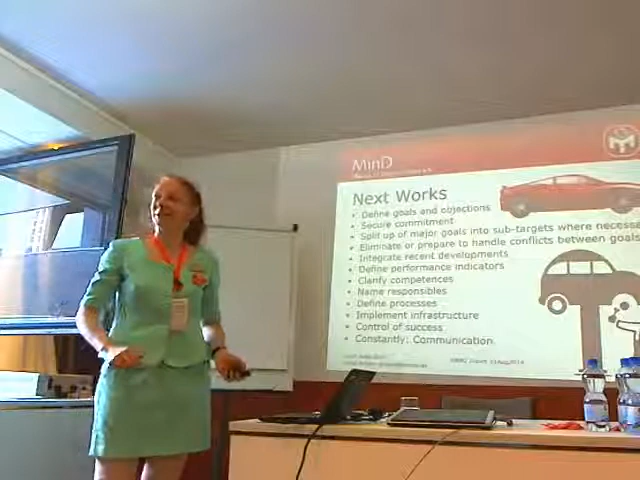 MinD
Next Works
• Define goals and objections
• Secure commitment
• Split up of major goals into sub-targets where necesse
• Eliminate or prepare to handle conflicts between goals
• Integrate recent developments
• Define performance indicators
• Clarify competences
• Name responsibles
• Define processes
• Implement infrastructure
• Control of success
• Constantly: Communication